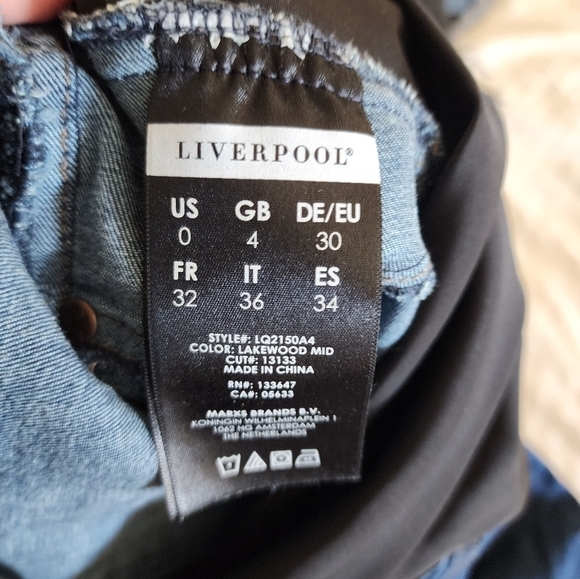 LIVERPOOL®
US GB DE/EU
0 4 30
FR IT ES
32 36 34
STYLE#: LQ2150A4
COLOR: LAKEWOOD MID
CUT#: 13133
MADE IN CHINA
RN#: 133647
CA#: 05633
MARXS BRANDS B.V.
KONINGIN WILHELMINAPLEIN 1
1062 HG AMSTERDAM
THE NETHERLANDS